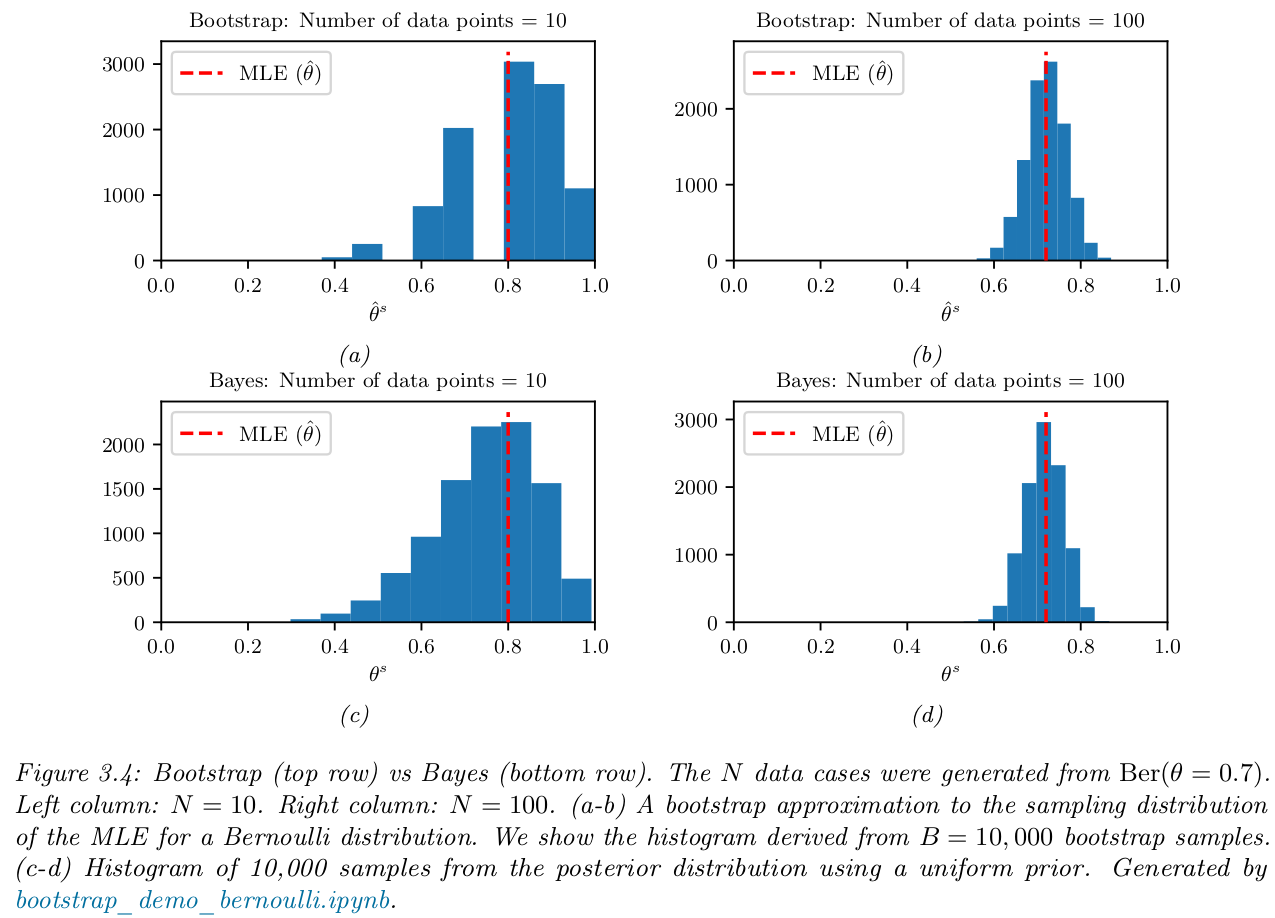 Bootstrap: Number of data points = 10
MLE (θ̂)
3000
2000
1000
0
0.0 0.2 0.4 0.6 0.8 1.0
θ̂ˢ
(a)
Bootstrap: Number of data points = 100
MLE (θ̂)
2000
1000
0
0.0 0.2 0.4 0.6 0.8 1.0
θ̂ˢ
(b)
Bayes: Number of data points = 10
MLE (θ̂)
2000
1500
1000
500
0
0.0 0.2 0.4 0.6 0.8 1.0
θˢ
(c)
Bayes: Number of data points = 100
MLE (θ̂)
3000
2000
1000
0
0.0 0.2 0.4 0.6 0.8 1.0
θˢ
(d)
Figure 3.4: Bootstrap (top row) vs Bayes (bottom row). The N data cases were generated from Ber(θ = 0.7).
Left column: N = 10. Right column: N = 100. (a-b) A bootstrap approximation to the sampling distribution
of the MLE for a Bernoulli distribution. We show the histogram derived from B = 10,000 bootstrap samples.
(c-d) Histogram of 10,000 samples from the posterior distribution using a uniform prior. Generated by
bootstrap_demo_bernoulli.ipynb.